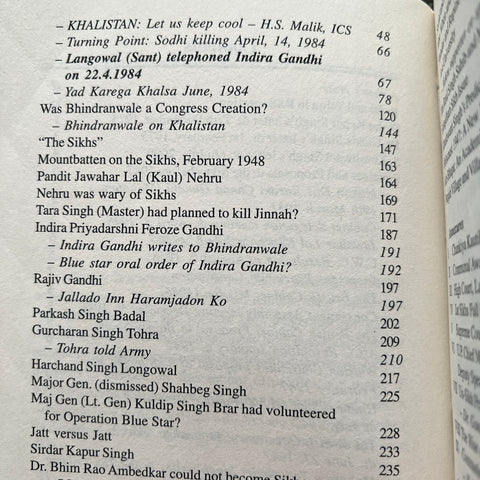 – KHALISTAN: Let us keep cool – H.S. Malik, ICS 48
– Turning Point: Sodhi killing April, 14, 1984 66
– Langowal (Sant) telephoned Indira Gandhi
on 22.4.1984 67
– Yad Karega Khalsa June, 1984 78
Was Bhindranwale a Congress Creation? 120
– Bhindranwale on Khalistan 144
“The Sikhs” 147
Mountbatten on the Sikhs, February 1948 163
Pandit Jawahar Lal (Kaul) Nehru 164
Nehru was wary of Sikhs 169
Tara Singh (Master) had planned to kill Jinnah? 171
Indira Priyadarshni Feroze Gandhi 187
– Indira Gandhi writes to Bhindranwale 191
– Blue star oral order of Indira Gandhi? 192
Rajiv Gandhi 197
– Jallado Inn Haramjadon Ko 197
Parkash Singh Badal 202
Gurcharan Singh Tohra 209
– Tohra told Army 210
Harchand Singh Longowal 217
Major Gen. (dismissed) Shahbeg Singh 225
Maj Gen (Lt. Gen) Kuldip Singh Brar had volunteered
for Operation Blue Star? 228
Jatt versus Jatt 233
Sirdar Kapur Singh 235
Dr. Bhim Rao Ambedkar could not become Sikh
Annexures
High Court,
Supreme Court
U.P. Chief